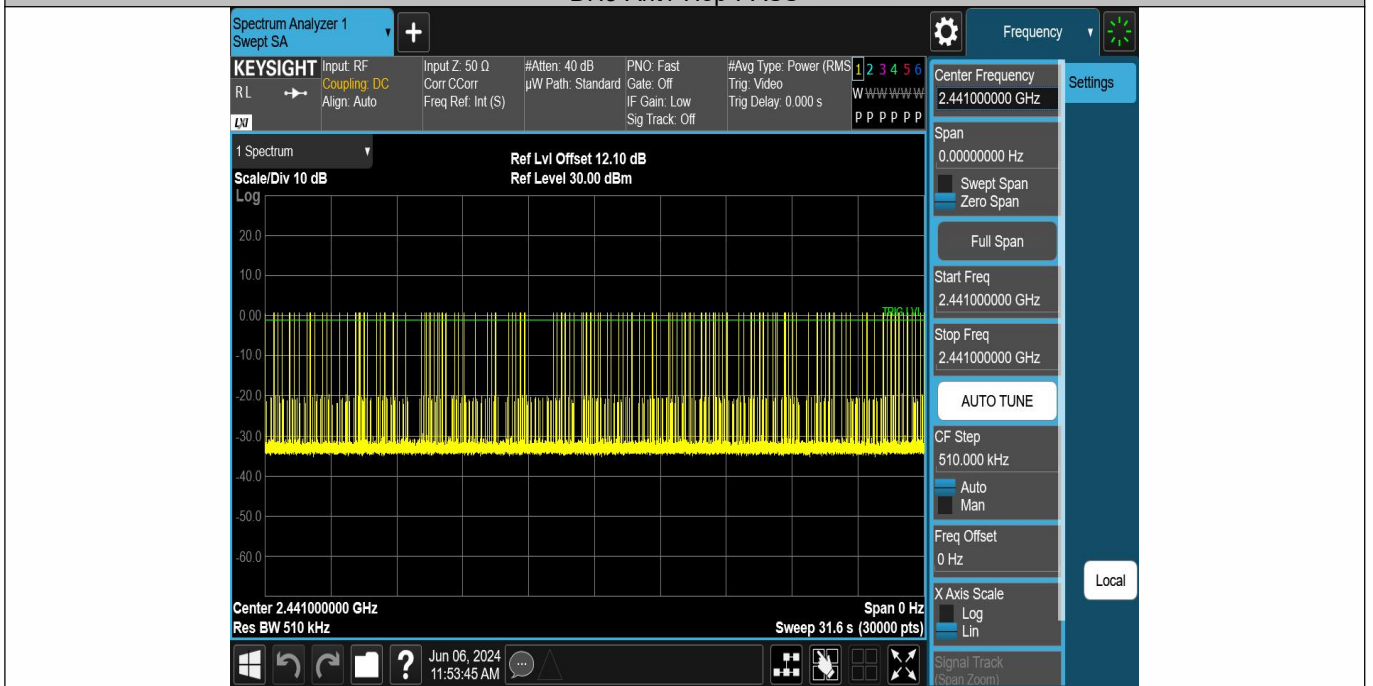 Spectrum Analyzer 1
Swept SA
Frequency
KEYSIGHT
RL
LXI
Input: RF
Coupling: DC
Align: Auto
Input Z: 50 Ω
Corr CCorr
Freq Ref: Int (S)
#Atten: 40 dB
µW Path: Standard
PNO: Fast
Gate: Off
IF Gain: Low
Sig Track: Off
#Avg Type: Power (RMS
Trig: Video
Trig Delay: 0.000 s
1 2 3 4 5 6
W W W W W W
P P P P P P
1 Spectrum
Scale/Div 10 dB
Log
Ref Lvl Offset 12.10 dB
Ref Level 30.00 dBm
20.0
10.0
0.00
TRIG LVL
-10.0
-20.0
-30.0
-40.0
-50.0
-60.0
Center 2.441000000 GHz
Res BW 510 kHz
Span 0 Hz
Sweep 31.6 s (30000 pts)
Center Frequency
2.441000000 GHz
Settings
Span
0.00000000 Hz
Swept Span
Zero Span
Full Span
Start Freq
2.441000000 GHz
Stop Freq
2.441000000 GHz
AUTO TUNE
CF Step
510.000 kHz
Auto
Man
Freq Offset
0 Hz
X Axis Scale
Log
Lin
Signal Track
(Span Zoom)
Local
?
Jun 06, 2024
11:53:45 AM